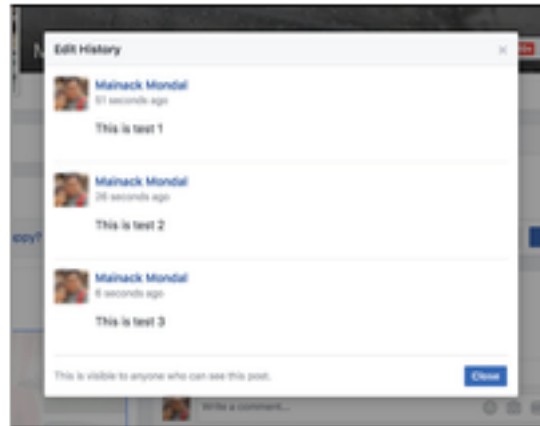 Edit History
Mainack Mondal
51 seconds ago
This is test 1
Mainack Mondal
26 seconds ago
This is test 2
Mainack Mondal
6 seconds ago
This is test 3
This is visible to anyone who can see this post.
Close
Write a comment...